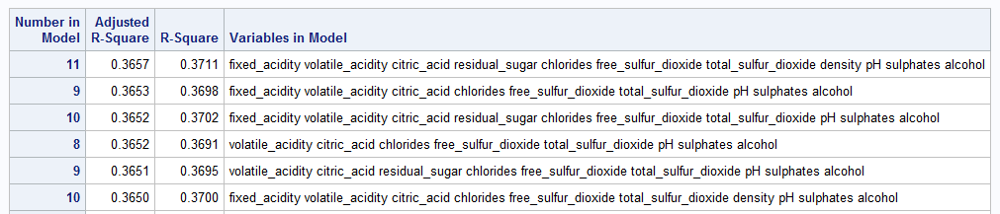 Number in Model Adjusted R-Square R-Square Variables in Model
11 0.3657 0.3711 fixed_acidity volatile_acidity citric_acid residual_sugar chlorides free_sulfur_dioxide total_sulfur_dioxide density pH sulphates alcohol
9 0.3653 0.3698 fixed_acidity volatile_acidity citric_acid chlorides free_sulfur_dioxide total_sulfur_dioxide pH sulphates alcohol
10 0.3652 0.3702 fixed_acidity volatile_acidity citric_acid residual_sugar chlorides free_sulfur_dioxide total_sulfur_dioxide pH sulphates alcohol
8 0.3652 0.3691 volatile_acidity citric_acid chlorides free_sulfur_dioxide total_sulfur_dioxide pH sulphates alcohol
9 0.3651 0.3695 volatile_acidity citric_acid residual_sugar chlorides free_sulfur_dioxide total_sulfur_dioxide pH sulphates alcohol
10 0.3650 0.3700 fixed_acidity volatile_acidity citric_acid chlorides free_sulfur_dioxide total_sulfur_dioxide density pH sulphates alcohol